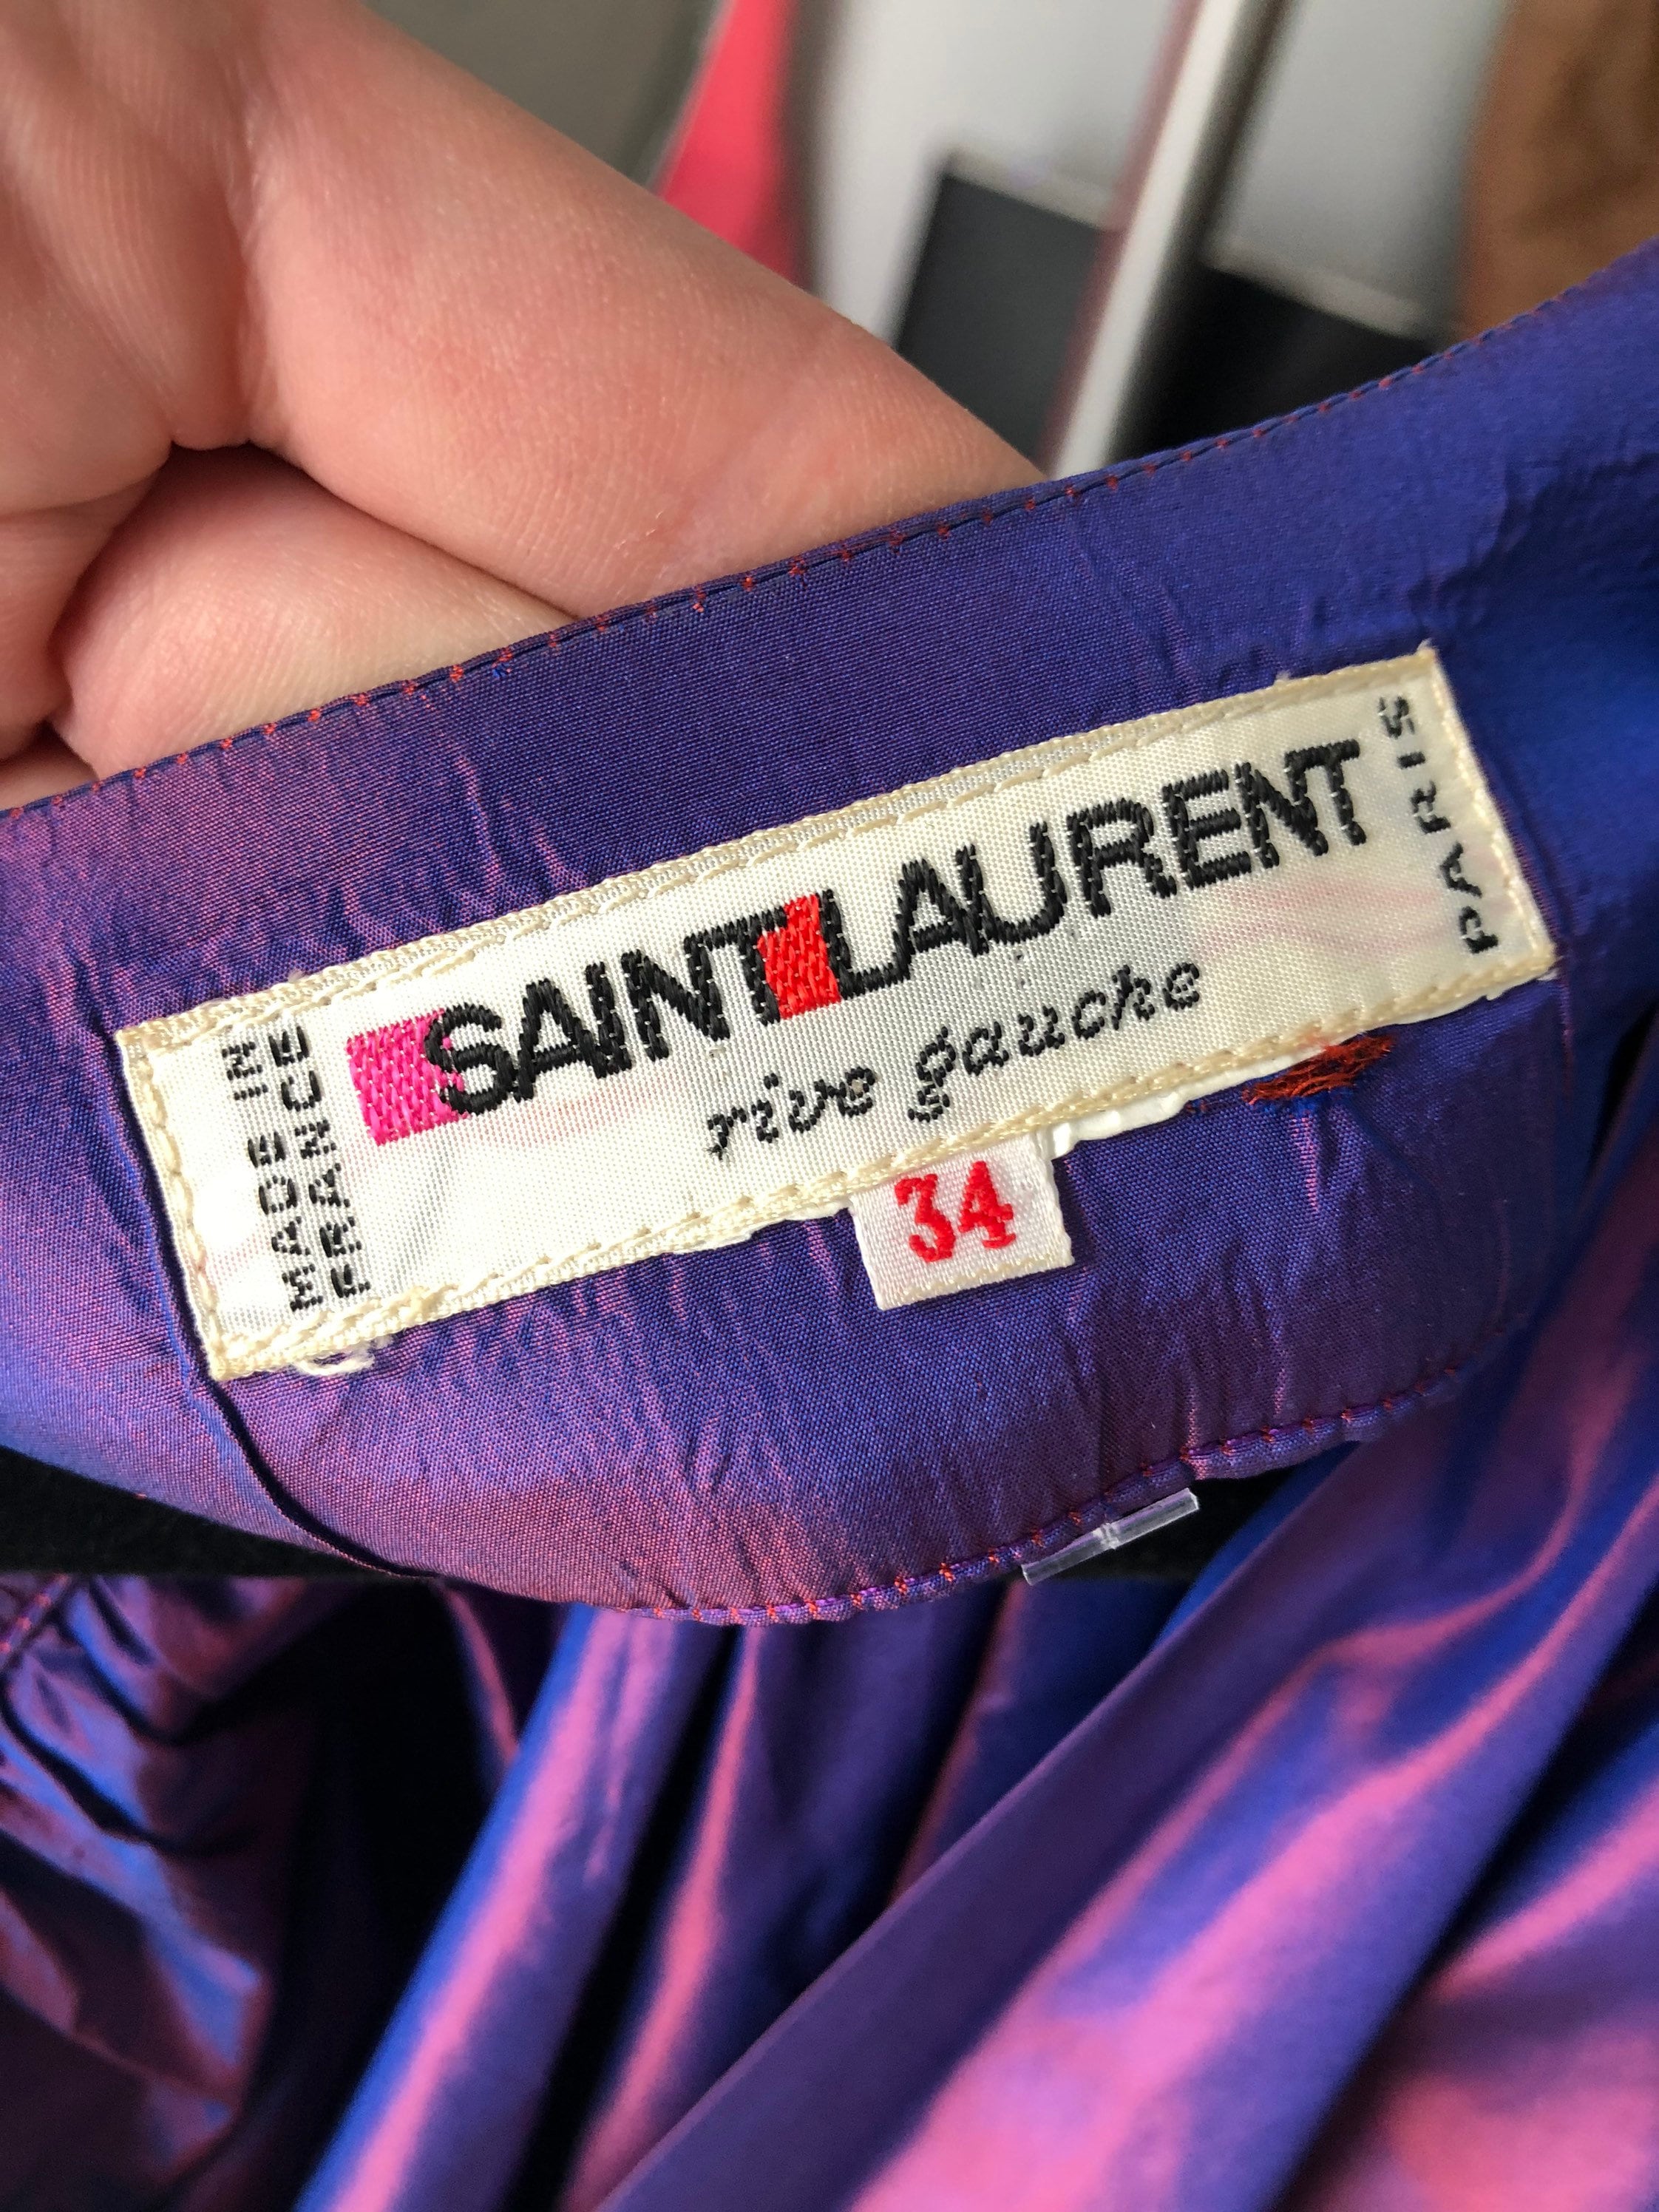 MADE IN
FRANCE
SAINT LAURENT
rive gauche
PARIS
34